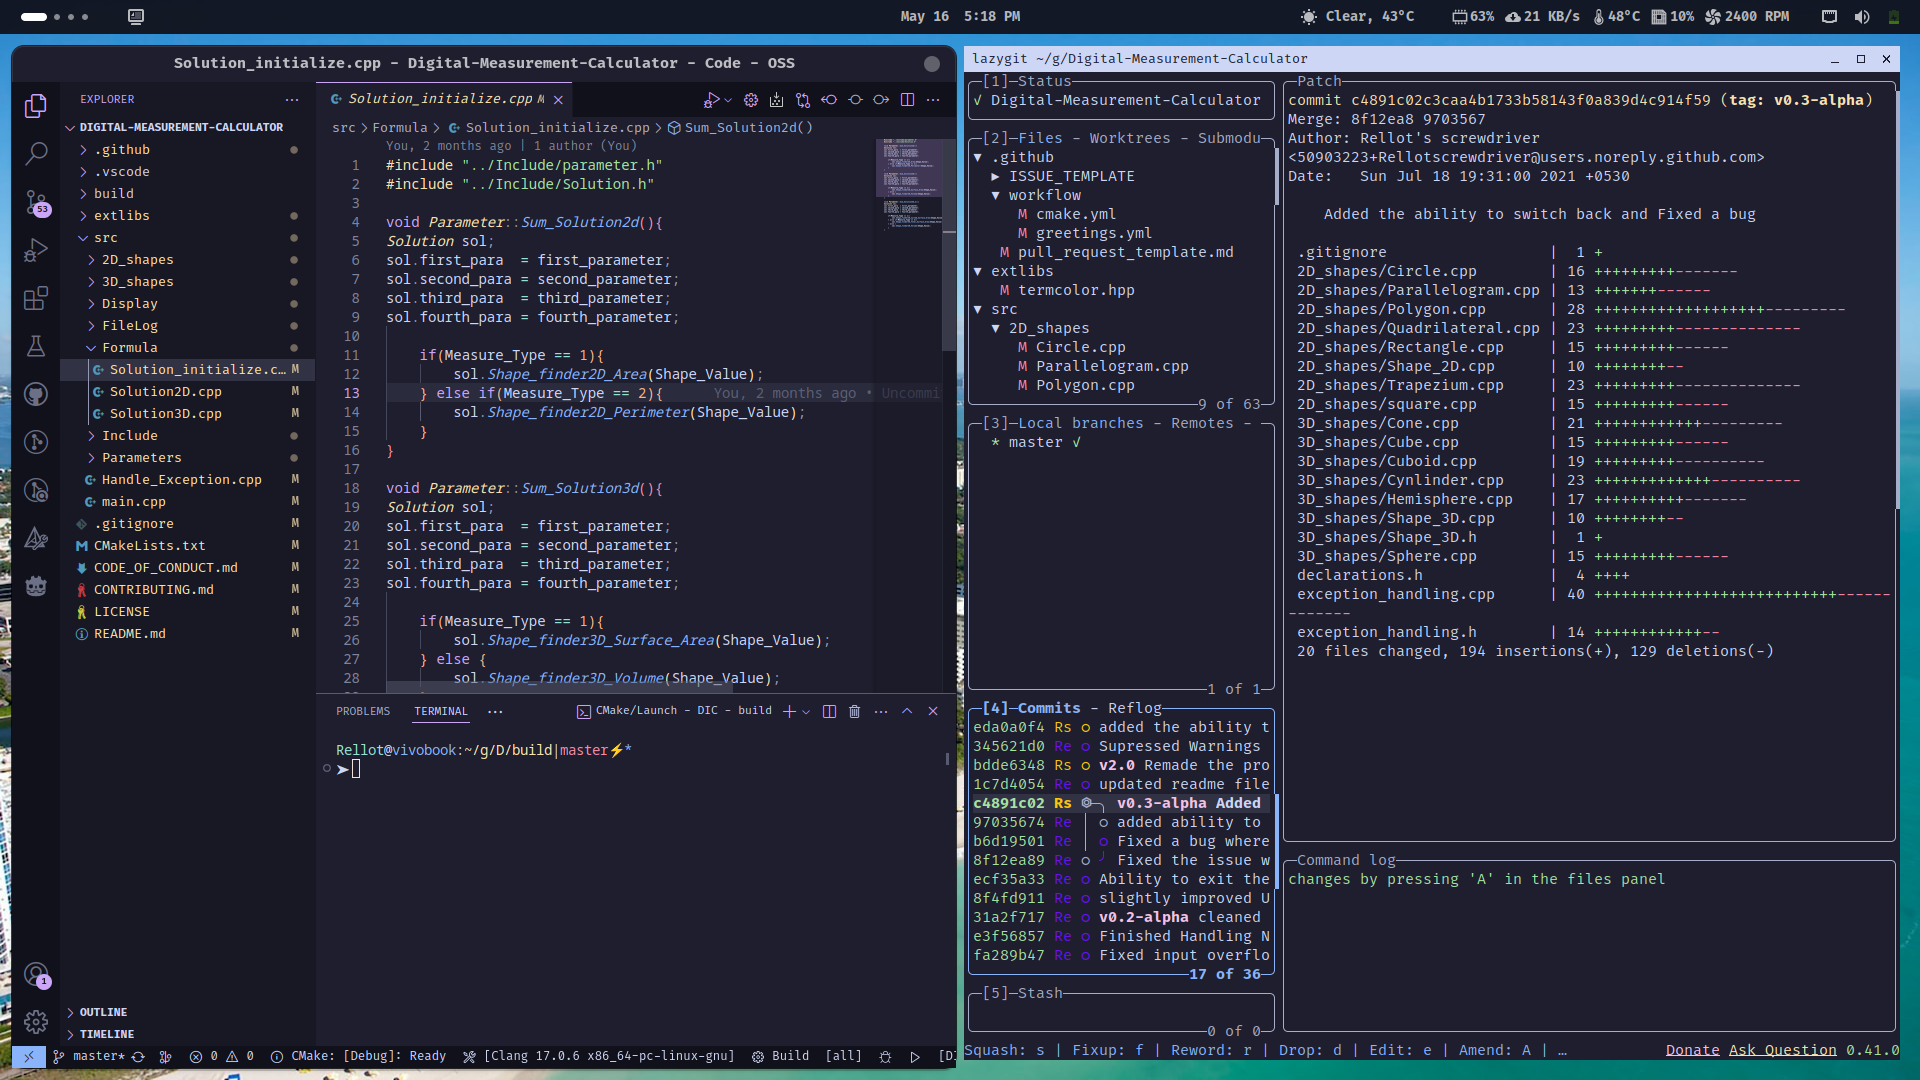 May 16  5:18 PM
Clear, 43°C
63%
21 KB/s
48°C
10%
2400 RPM
Solution_initialize.cpp - Digital-Measurement-Calculator - Code - OSS
EXPLORER
DIGITAL-MEASUREMENT-CALCULATOR
.github
.vscode
build
extlibs
src
2D_shapes
3D_shapes
Display
FileLog
Formula
Solution_initialize.c… M
Solution2D.cpp M
Solution3D.cpp M
Include
Parameters
Handle_Exception.cpp M
main.cpp M
.gitignore M
CMakeLists.txt M
CODE_OF_CONDUCT.md M
CONTRIBUTING.md M
LICENSE M
README.md M
OUTLINE
TIMELINE
53
1
Solution_initialize.cpp M
src > Formula > Solution_initialize.cpp > Sum_Solution2d()
You, 2 months ago | 1 author (You)
1 #include "../Include/parameter.h"
2 #include "../Include/Solution.h"
3
4 void Parameter::Sum_Solution2d(){
5 Solution sol;
6 sol.first_para  = first_parameter;
7 sol.second_para = second_parameter;
8 sol.third_para  = third_parameter;
9 sol.fourth_para = fourth_parameter;
10
11 if(Measure_Type == 1){
12 sol.Shape_finder2D_Area(Shape_Value);
13 } else if(Measure_Type == 2){ You, 2 months ago • Uncommi
14 sol.Shape_finder2D_Perimeter(Shape_Value);
15 }
16 }
17
18 void Parameter::Sum_Solution3d(){
19 Solution sol;
20 sol.first_para  = first_parameter;
21 sol.second_para = second_parameter;
22 sol.third_para  = third_parameter;
23 sol.fourth_para = fourth_parameter;
24
25 if(Measure_Type == 1){
26 sol.Shape_finder3D_Surface_Area(Shape_Value);
27 } else {
28 sol.Shape_finder3D_Volume(Shape_Value);
PROBLEMS TERMINAL ··· CMake/Launch - DIC - build
Rellot@vivobook:~/g/D/build|master⚡*
➤
master* 0 0 CMake: [Debug]: Ready [Clang 17.0.6 x86_64-pc-linux-gnu] Build [all] [DI
lazygit ~/g/Digital-Measurement-Calculator
[1]─Status
√ Digital-Measurement-Calculator
[2]─Files - Worktrees - Submodu
▼ .github
▶ ISSUE_TEMPLATE
▼ workflow
M cmake.yml
M greetings.yml
M pull_request_template.md
▼ extlibs
M termcolor.hpp
▼ src
▼ 2D_shapes
M Circle.cpp
M Parallelogram.cpp
M Polygon.cpp
9 of 63
[3]─Local branches - Remotes -
* master √
1 of 1
[4]─Commits - Reflog
eda0a0f4 Rs added the ability t
345621d0 Re Supressed Warnings
bdde6348 Rs v2.0 Remade the pro
1c7d4054 Re updated readme file
c4891c02 Rs v0.3-alpha Added
97035674 Re added ability to
b6d19501 Re Fixed a bug where
8f12ea89 Re Fixed the issue w
ecf35a33 Re Ability to exit the
8f4fd911 Re slightly improved U
31a2f717 Re v0.2-alpha cleaned
e3f56857 Re Finished Handling N
fa289b47 Re Fixed input overflo
17 of 36
[5]─Stash
0 of 0
Patch
commit c4891c02c3caa4b1733b58143f0a839d4c914f59 (tag: v0.3-alpha)
Merge: 8f12ea8 9703567
Author: Rellot's screwdriver
<50903223+Rellotscrewdriver@users.noreply.github.com>
Date:   Sun Jul 18 19:31:00 2021 +0530
Added the ability to switch back and Fixed a bug
.gitignore | 1 +
2D_shapes/Circle.cpp | 16 +++++++++-------
2D_shapes/Parallelogram.cpp | 13 +++++++------
2D_shapes/Polygon.cpp | 28 +++++++++++++++++++---------
2D_shapes/Quadrilateral.cpp | 23 +++++++++--------------
2D_shapes/Rectangle.cpp | 15 +++++++++------
2D_shapes/Shape_2D.cpp | 10 ++++++++--
2D_shapes/Trapezium.cpp | 23 +++++++++--------------
2D_shapes/square.cpp | 15 +++++++++------
3D_shapes/Cone.cpp | 21 ++++++++++++---------
3D_shapes/Cube.cpp | 15 +++++++++------
3D_shapes/Cuboid.cpp | 19 +++++++++----------
3D_shapes/Cynlinder.cpp | 23 +++++++++++++----------
3D_shapes/Hemisphere.cpp | 17 ++++++++++-------
3D_shapes/Shape_3D.cpp | 10 ++++++++--
3D_shapes/Shape_3D.h | 1 +
3D_shapes/Sphere.cpp | 15 +++++++++------
declarations.h | 4 ++++
exception_handling.cpp | 40 +++++++++++++++++++++++++++------
-------
exception_handling.h | 14 ++++++++++++--
20 files changed, 194 insertions(+), 129 deletions(-)
Command log
changes by pressing 'A' in the files panel
Squash: s | Fixup: f | Reword: r | Drop: d | Edit: e | Amend: A | … Donate Ask Question 0.41.0